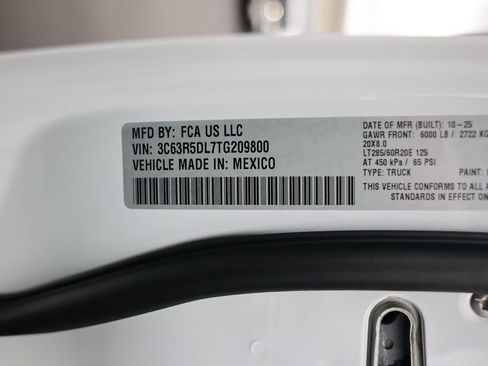 MFD BY: FCA US LLC
VIN: 3C63R5DL7TG209800
VEHICLE MADE IN: MEXICO
DATE OF MFR (BUILT): 10-25
GAWR FRONT: 6000 LB / 2722 KG
20X8.0
LT285/60R20E 125
AT 450 kPa / 65 PSI
TYPE: TRUCK PAINT:
THIS VEHICLE CONFORMS TO ALL
STANDARDS IN EFFECT ON